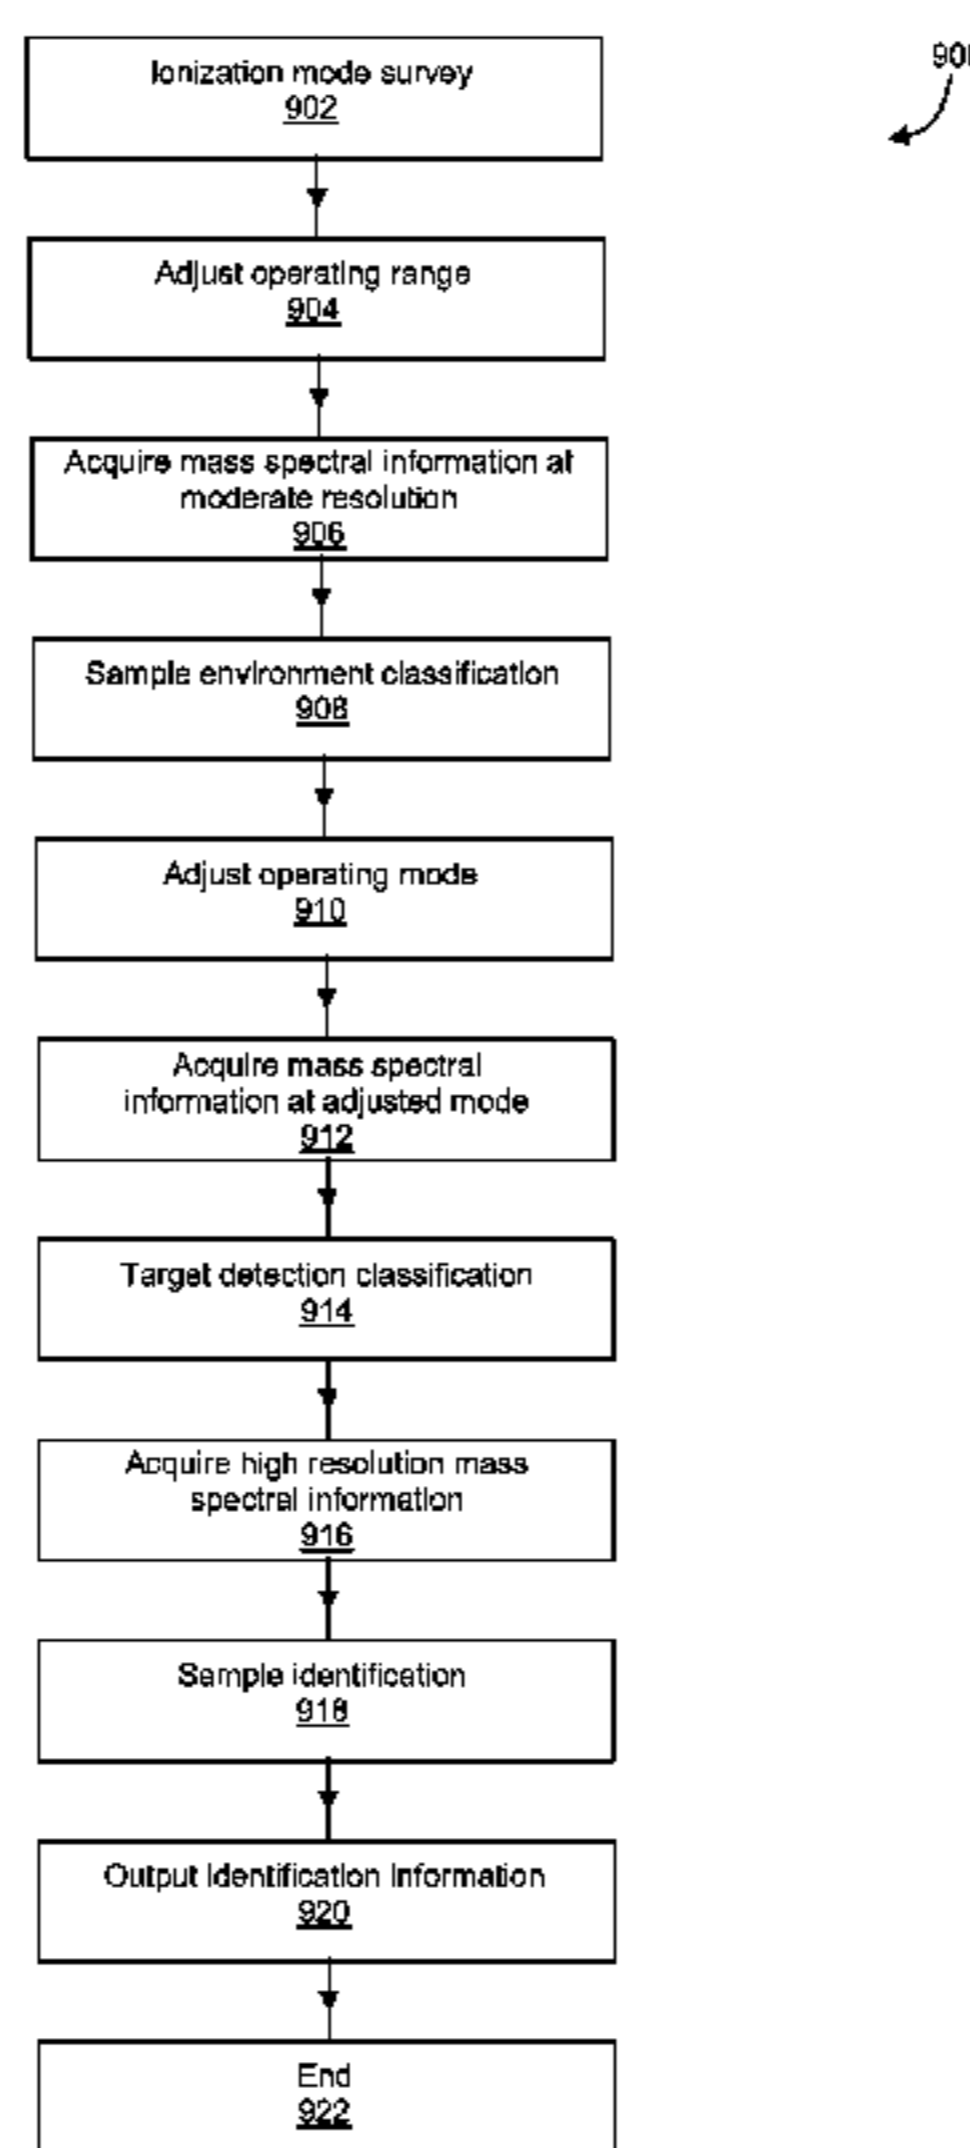 Ionization mode survey
902
Adjust operating range
904
Acquire mass spectral information at
moderate resolution
906
Sample environment classification
908
Adjust operating mode
910
Acquire mass spectral
information at adjusted mode
912
Target detection classification
914
Acquire high resolution mass
spectral information
916
Sample identification
918
Output Identification Information
920
End
922